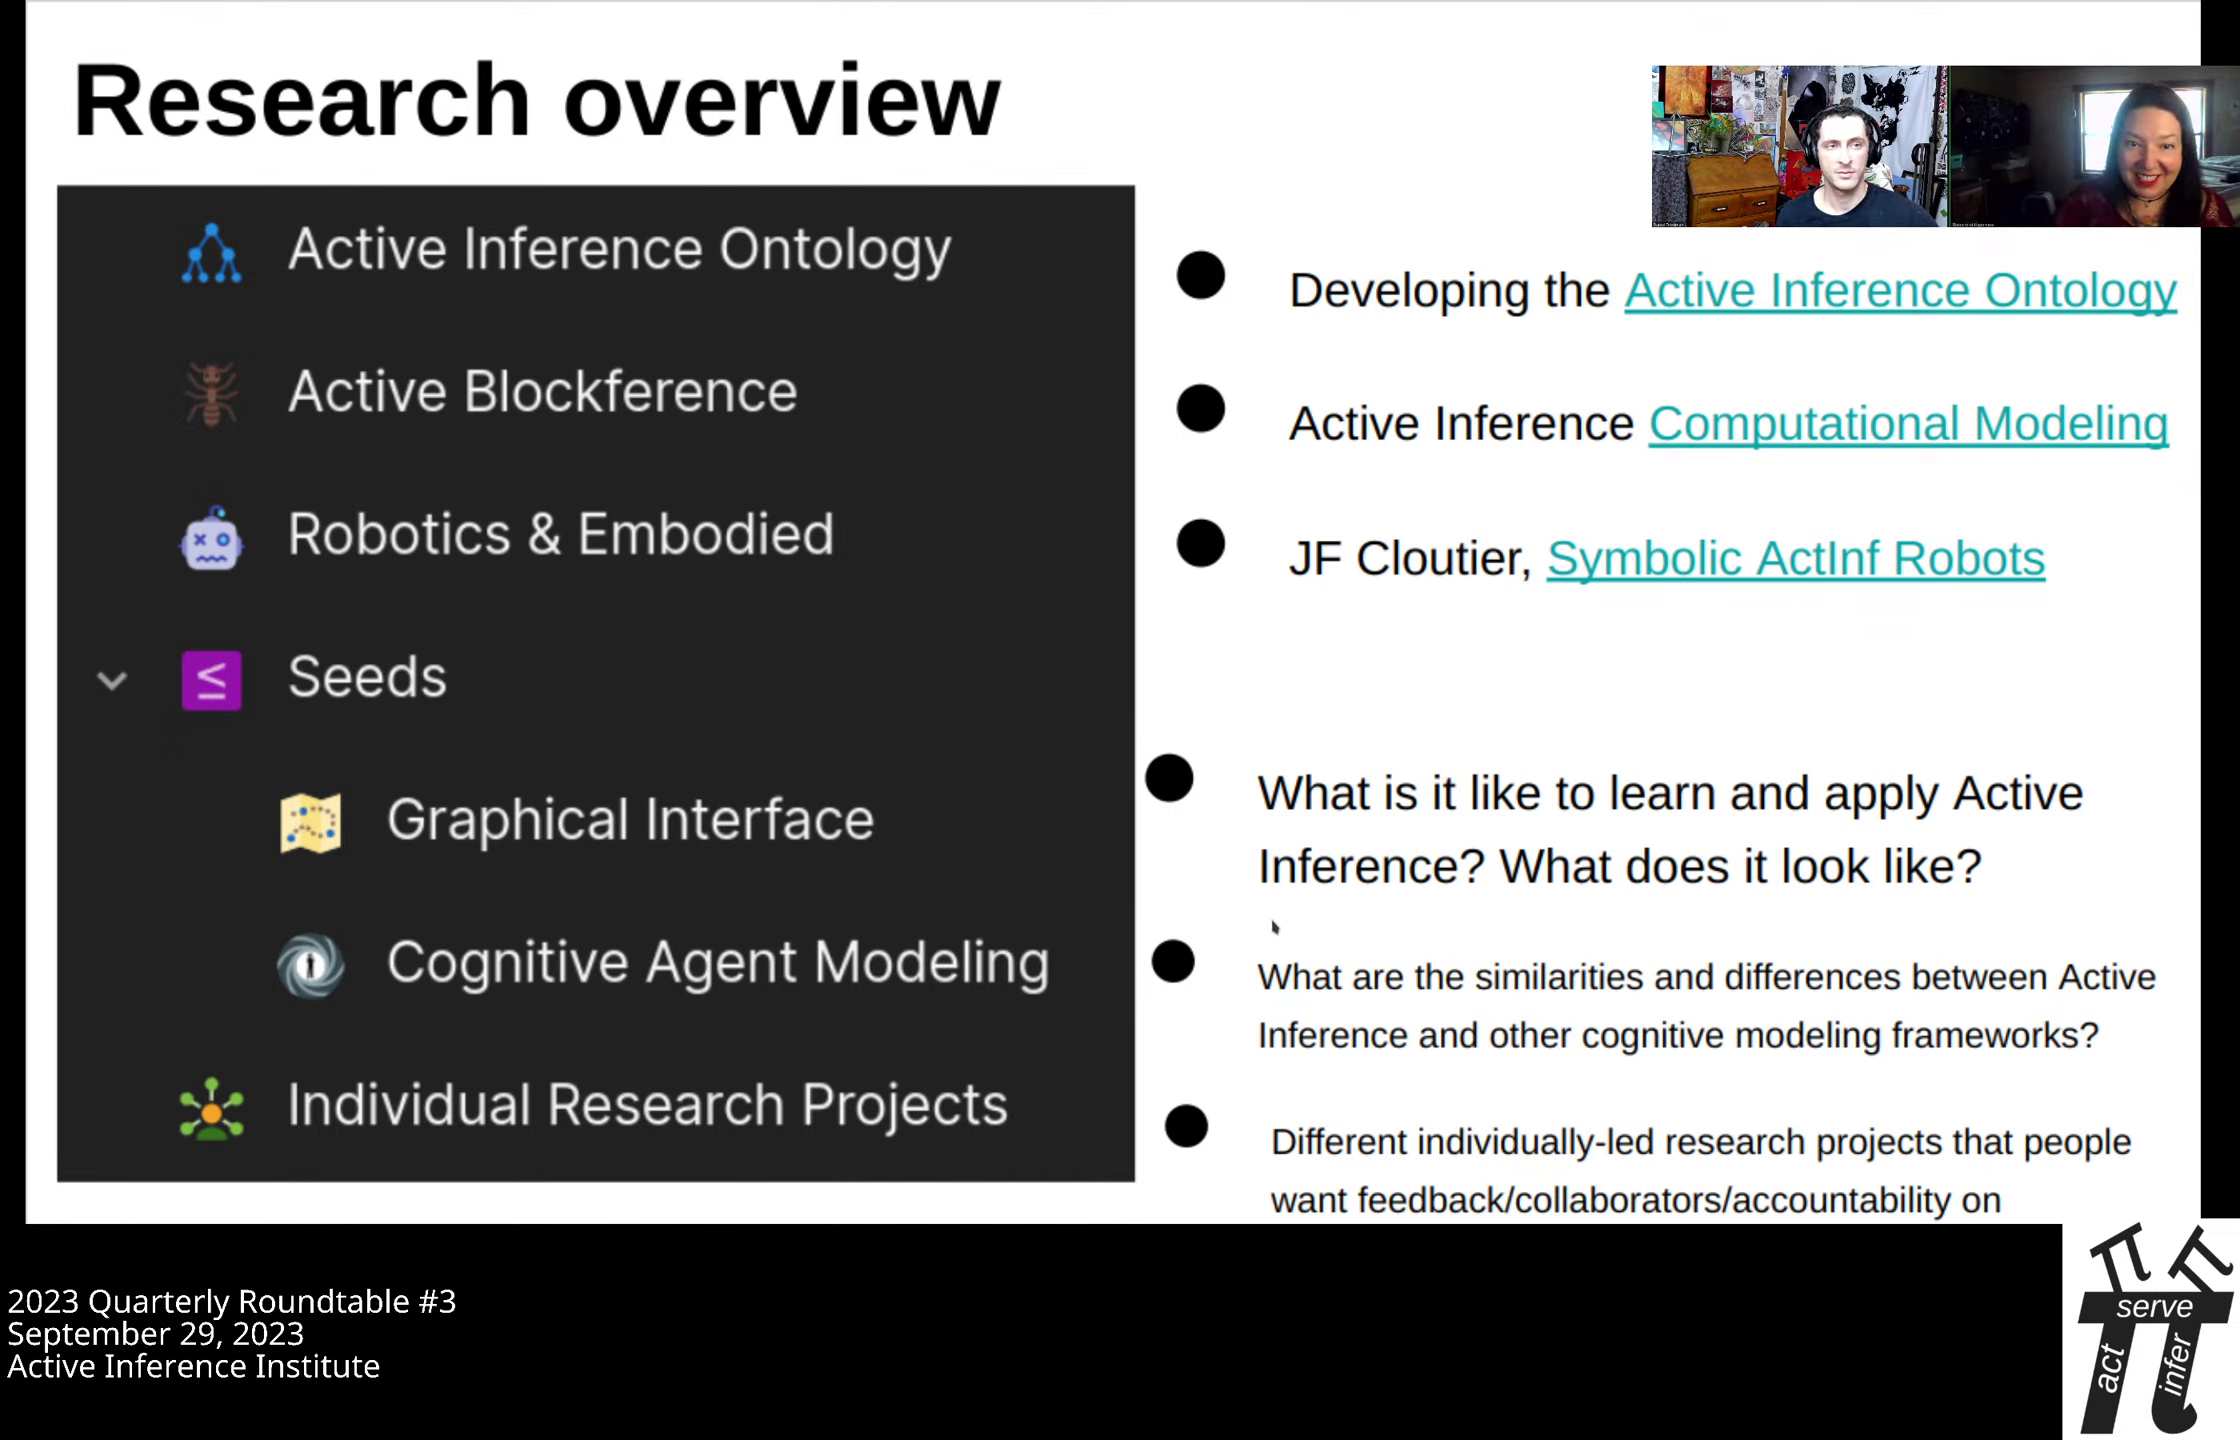 Research overview
Active Inference Ontology
Active Blockference
Robotics & Embodied
≤ Seeds
Graphical Interface
Cognitive Agent Modeling
Individual Research Projects
Developing the Active Inference Ontology
Active Inference Computational Modeling
JF Cloutier, Symbolic ActInf Robots
What is it like to learn and apply Active
Inference? What does it look like?
What are the similarities and differences between Active
Inference and other cognitive modeling frameworks?
Different individually-led research projects that people
want feedback/collaborators/accountability on
2023 Quarterly Roundtable #3
September 29, 2023
Active Inference Institute
π π
serve
act
infer